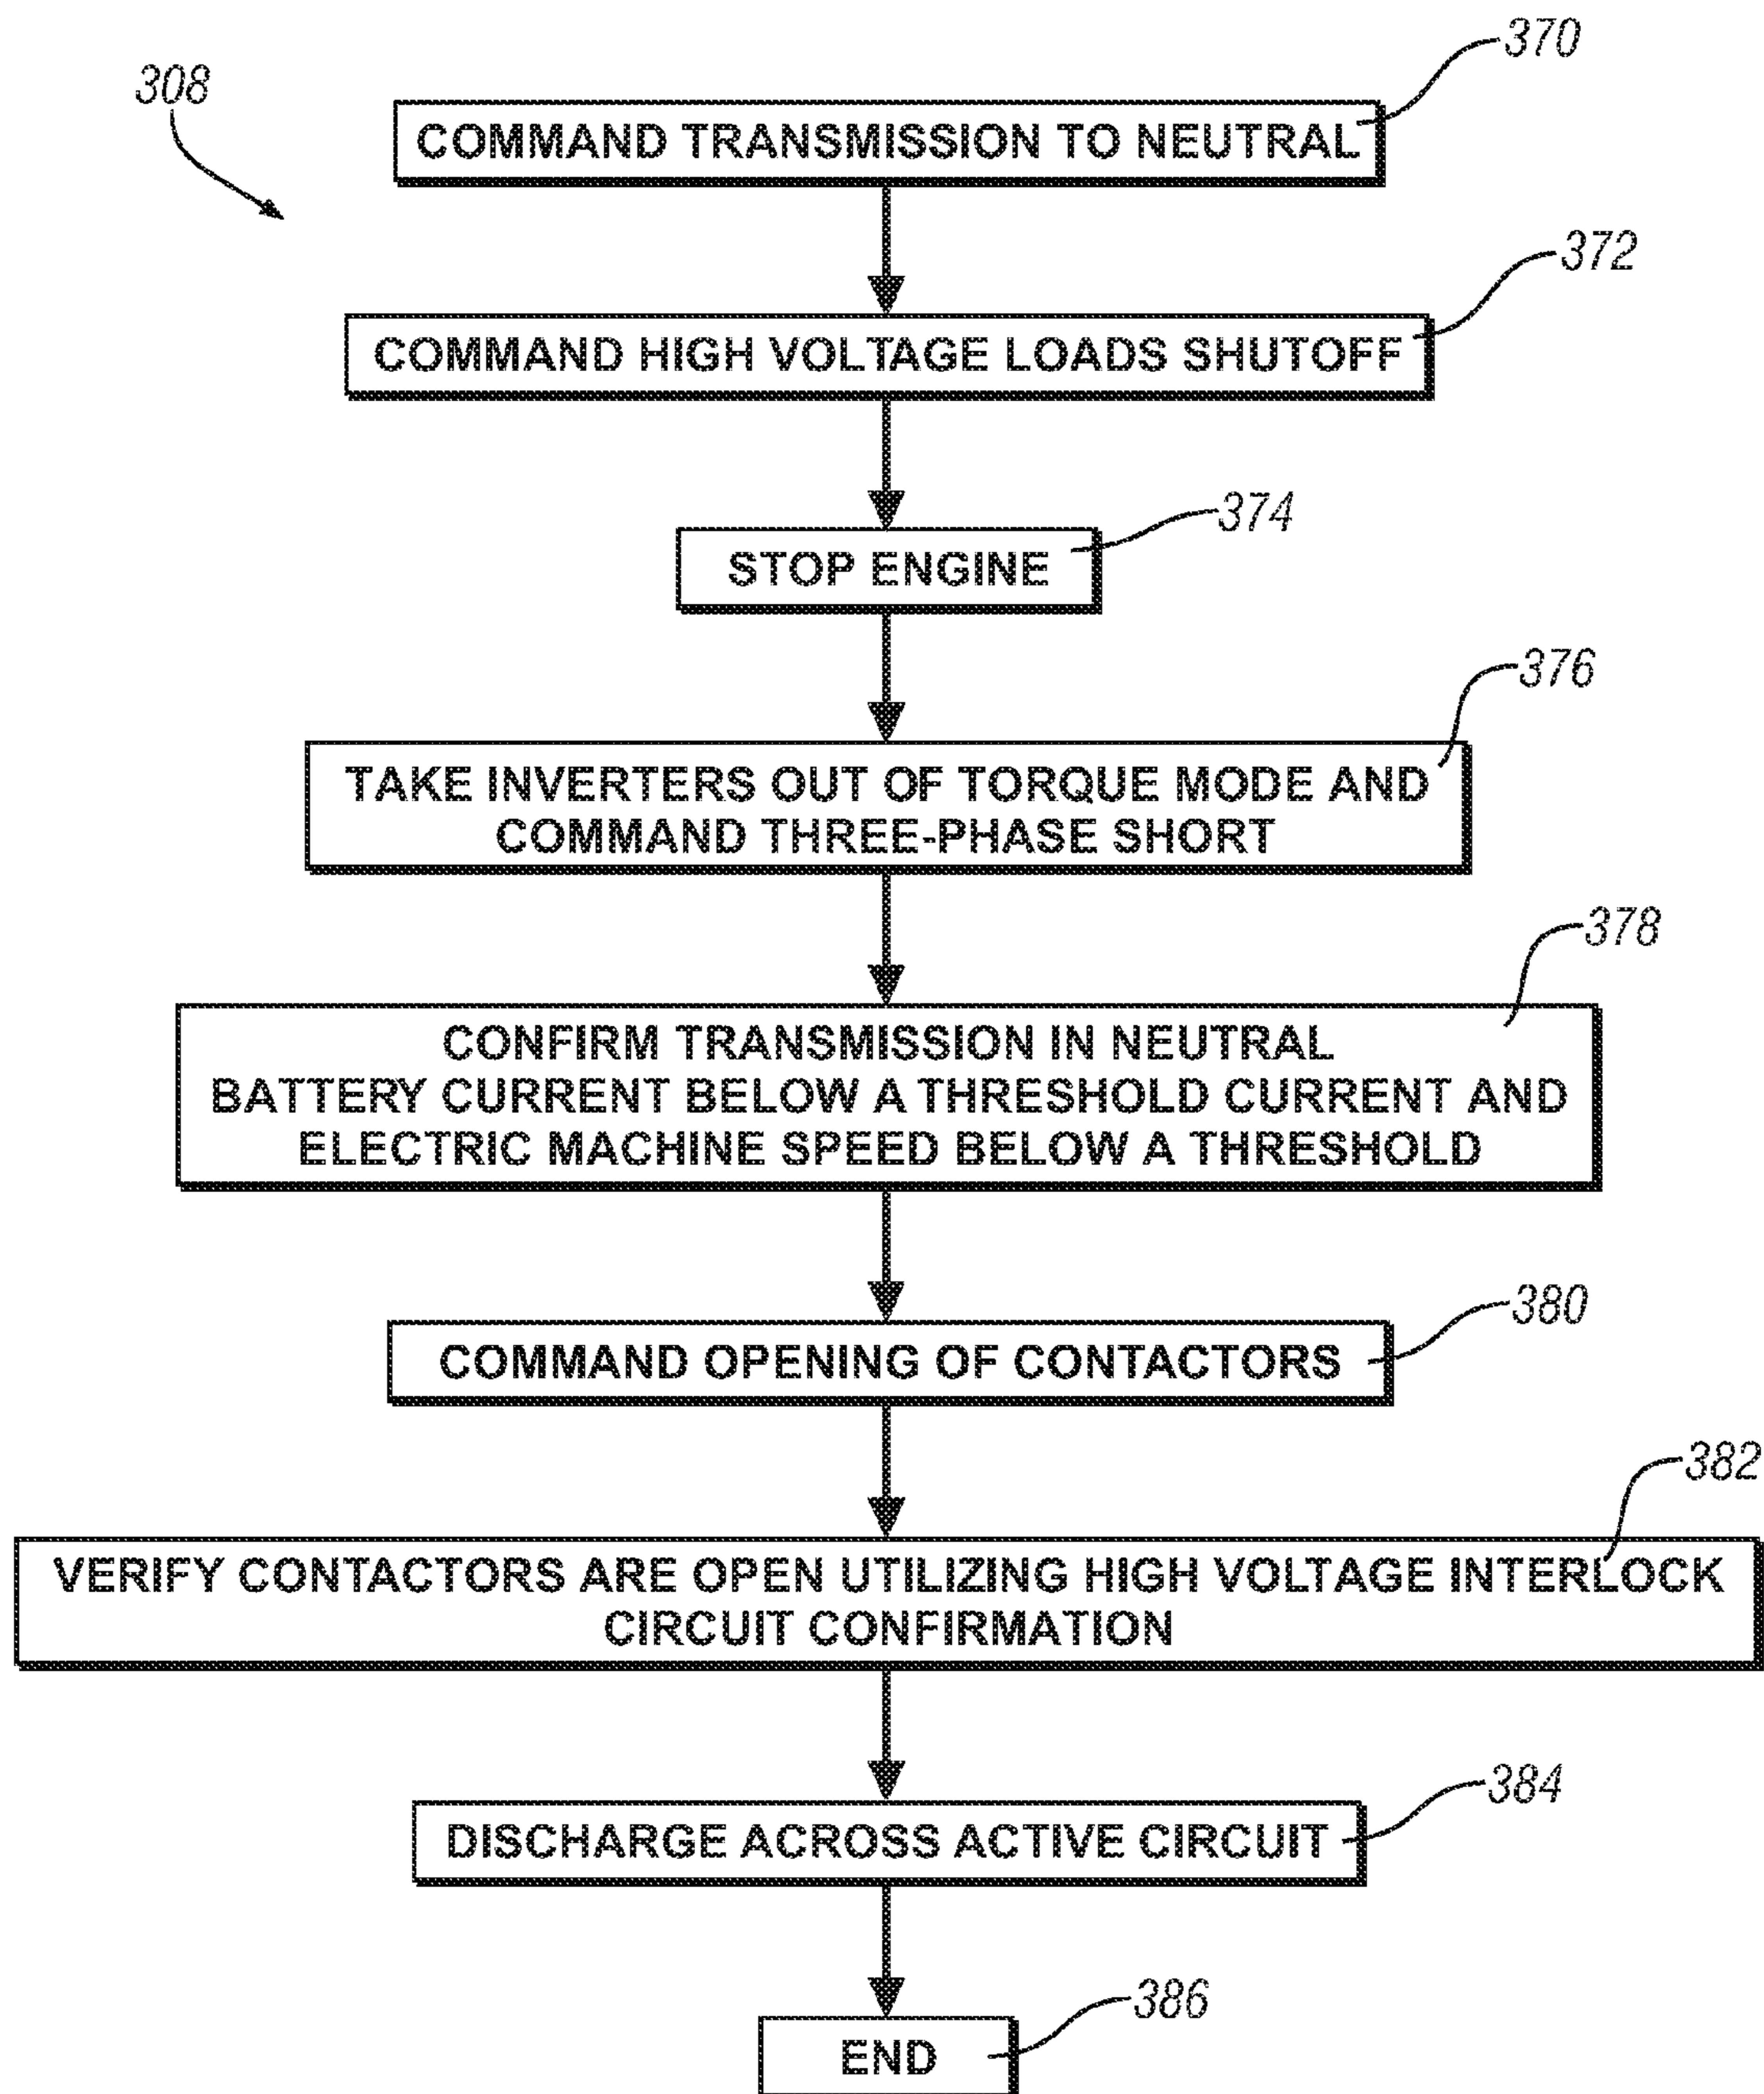 370
308
COMMAND TRANSMISSION TO NEUTRAL
372
COMMAND HIGH VOLTAGE LOADS SHUTOFF
374
STOP ENGINE
376
TAKE INVERTERS OUT OF TORQUE MODE AND
COMMAND THREE-PHASE SHORT
378
CONFIRM TRANSMISSION IN NEUTRAL
BATTERY CURRENT BELOW A THRESHOLD CURRENT AND
ELECTRIC MACHINE SPEED BELOW A THRESHOLD
380
COMMAND OPENING OF CONTACTORS
382
VERIFY CONTACTORS ARE OPEN UTILIZING HIGH VOLTAGE INTERLOCK
CIRCUIT CONFIRMATION
384
DISCHARGE ACROSS ACTIVE CIRCUIT
386
END